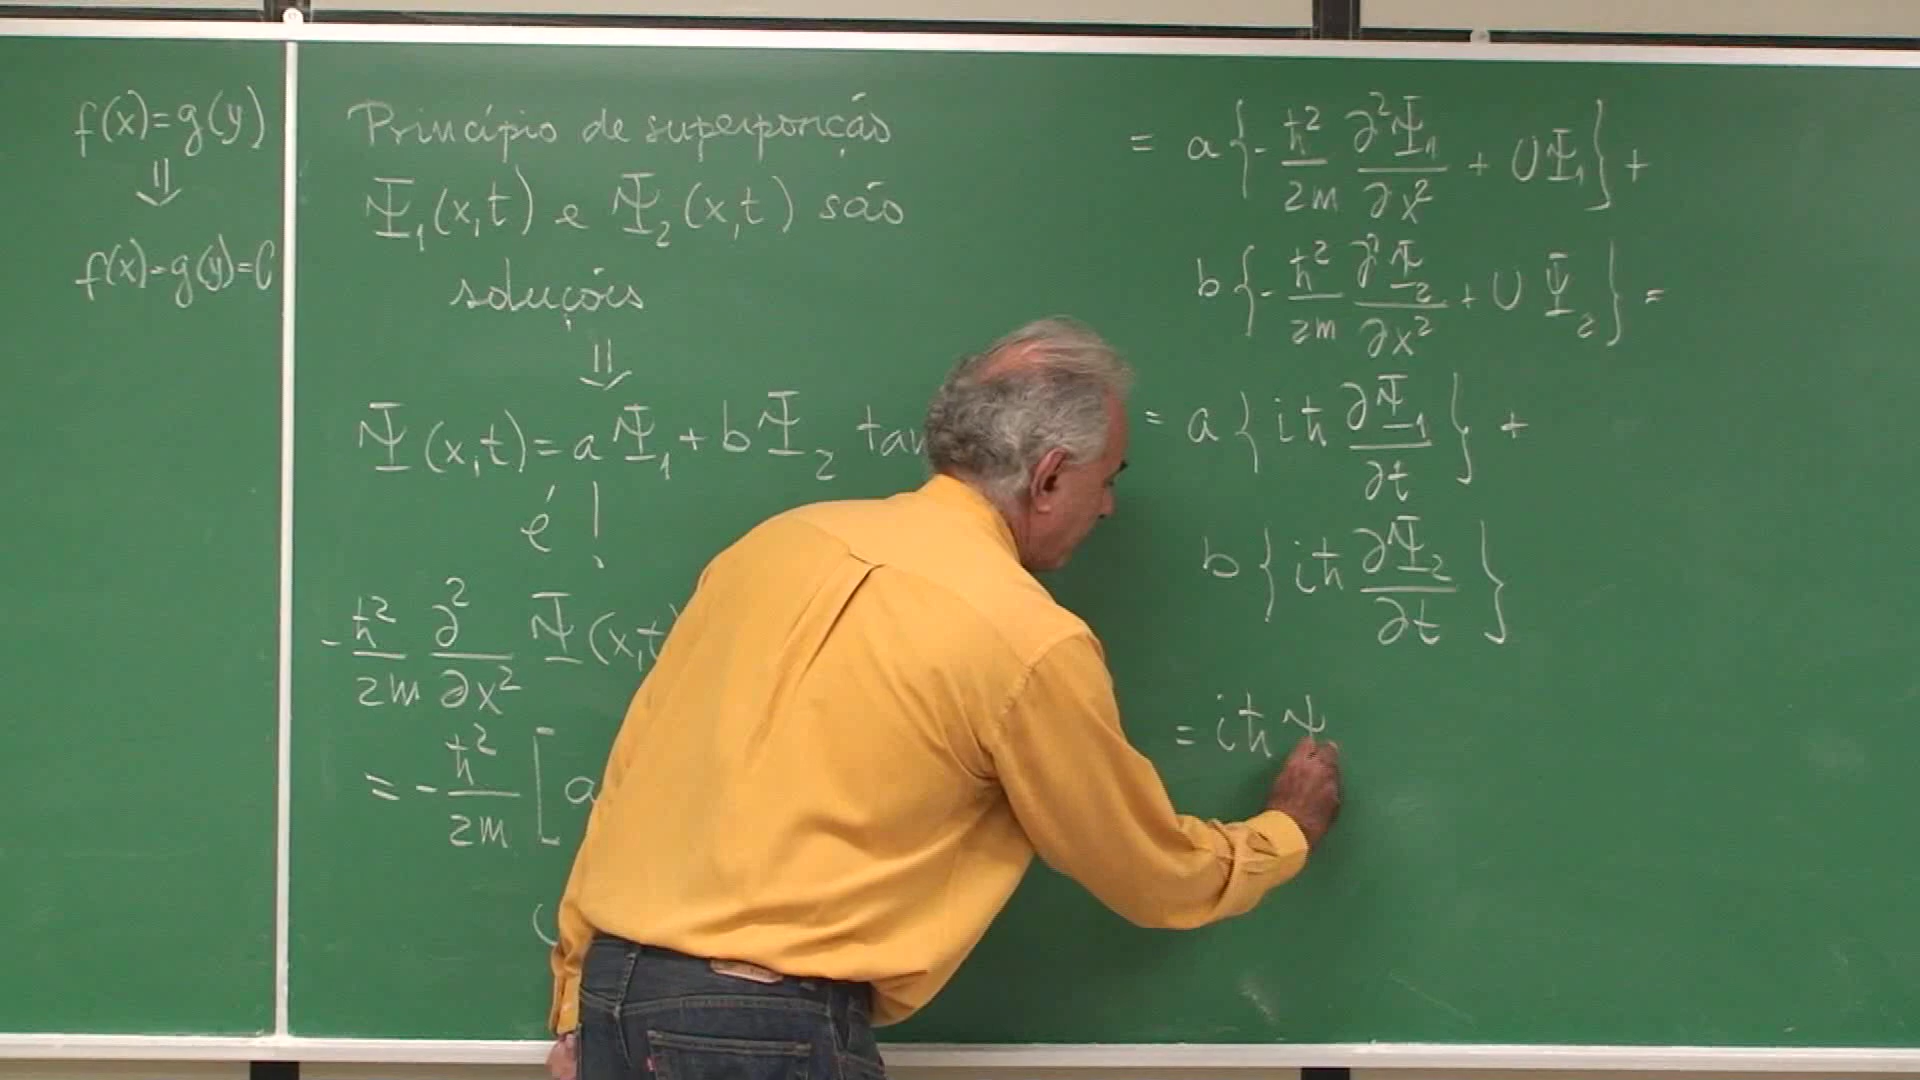 f(x)=g(y)
⇓
f(x)=g(y)=C
Princípio de superposição
Ψ₁(x,t) e Ψ₂(x,t) são
soluções
⇓
Ψ(x,t)=aΨ₁+bΨ₂ tam
é!
-ħ²/2m ∂²/∂x² Ψ(x,t)
=-ħ²/2m [a
= a{-ħ²/2m ∂²Ψ₁/∂x² + UΨ₁}+
b{-ħ²/2m ∂²Ψ₂/∂x² + UΨ₂}=
= a{iħ ∂Ψ₁/∂t}+
b{iħ ∂Ψ₂/∂t}
= iħΨ